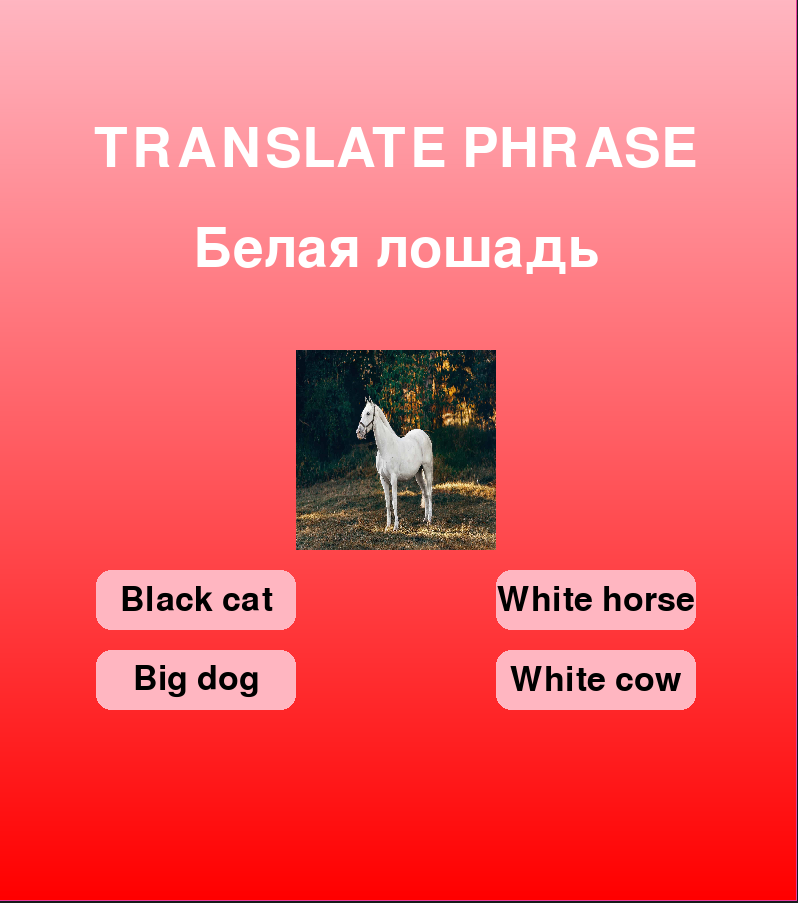 TRANSLATE PHRASE
Белая лошадь
Black cat
White horse
Big dog
White cow